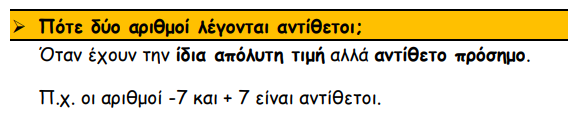 ➢ Πότε δύο αριθμοί λέγονται αντίθετοι;
Όταν έχουν την ίδια απόλυτη τιμή αλλά αντίθετο πρόσημο.
Π.χ. οι αριθμοί -7 και + 7 είναι αντίθετοι.